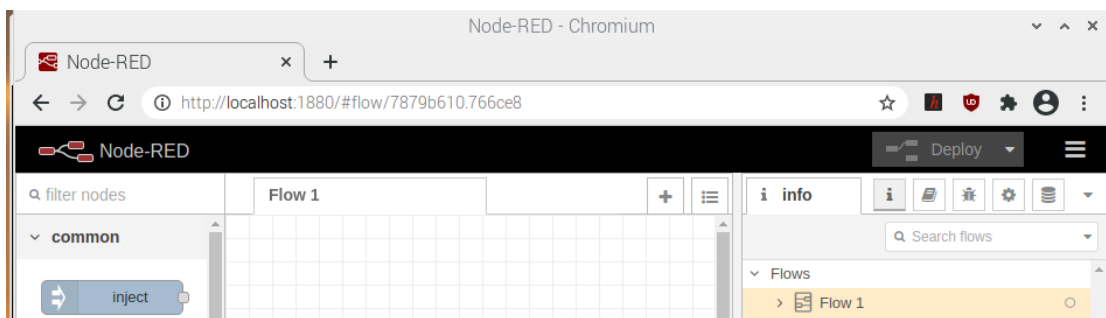 Node-RED - Chromium
Node-RED
http://localhost:1880/#flow/7879b610.766ce8
Node-RED
Deploy
filter nodes
Flow 1
i info
i
common
Search flows
Flows
inject
Flow 1